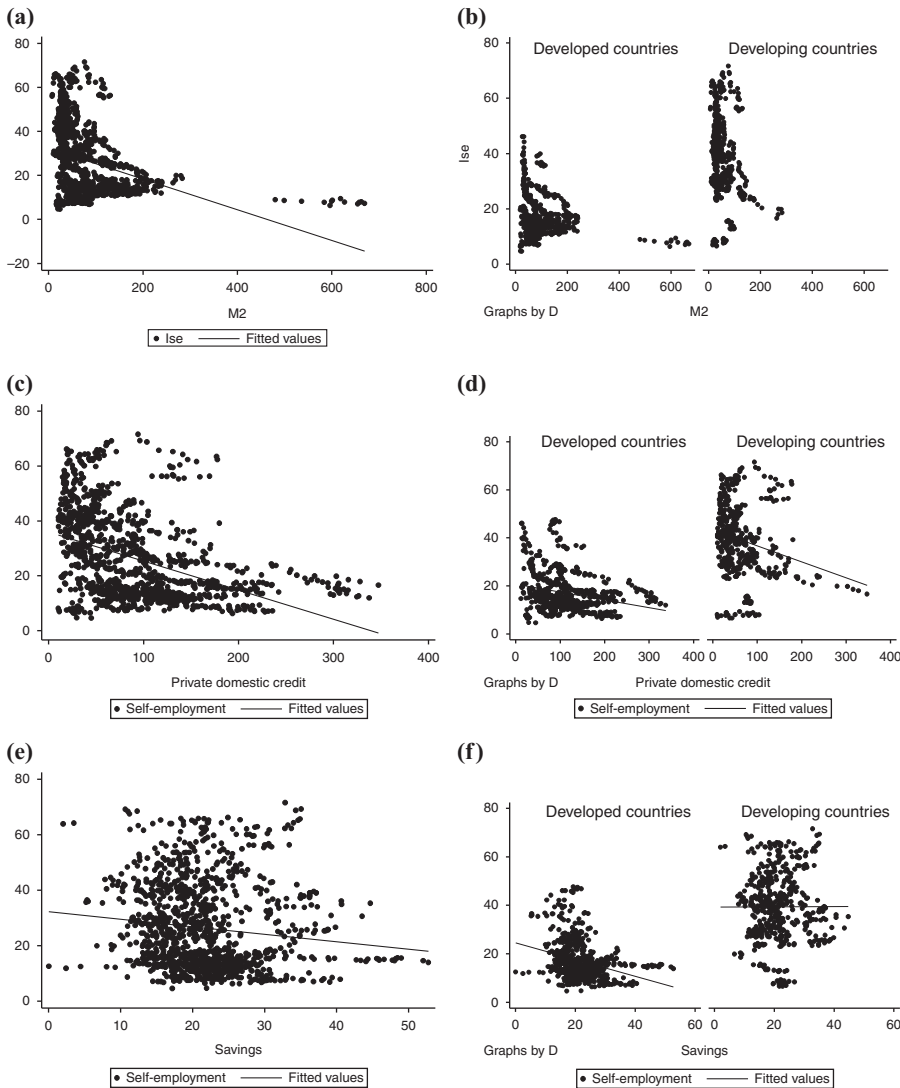 (a)
80
60
40
20
0
−20
0 200 400 600 800
M2
Ise Fitted values
(b)
Developed countries Developing countries
80
60
40
20
0
Ise
0 200 400 600 0 200 400 600
Graphs by D M2
(c)
80
60
40
20
0
0 100 200 300 400
Private domestic credit
Self-employment Fitted values
(d)
Developed countries Developing countries
80
60
40
20
0
0 100 200 300 400 0 100 200 300 400
Graphs by D Private domestic credit
Self-employment Fitted values
(e)
80
60
40
20
0
0 10 20 30 40 50
Savings
Self-employment Fitted values
(f)
Developed countries Developing countries
80
60
40
20
0
0 20 40 60 0 20 40 60
Graphs by D Savings
Self-employment Fitted values